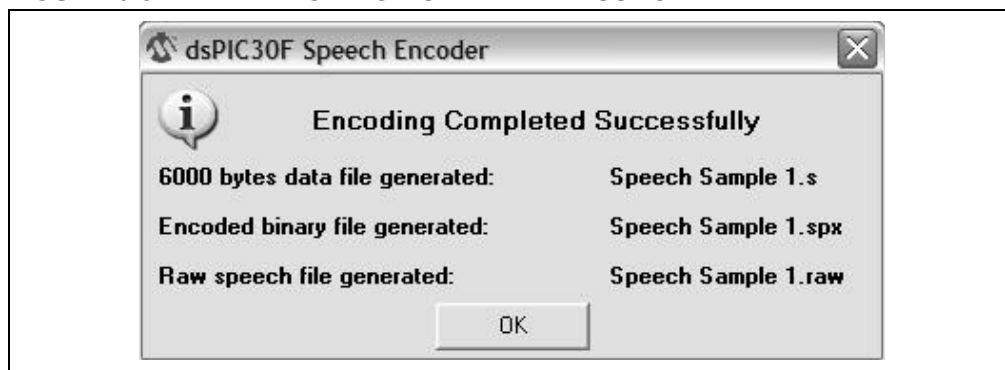 dsPIC30F Speech Encoder
Encoding Completed Successfully
6000 bytes data file generated: Speech Sample 1.s
Encoded binary file generated: Speech Sample 1.spx
Raw speech file generated: Speech Sample 1.raw
OK